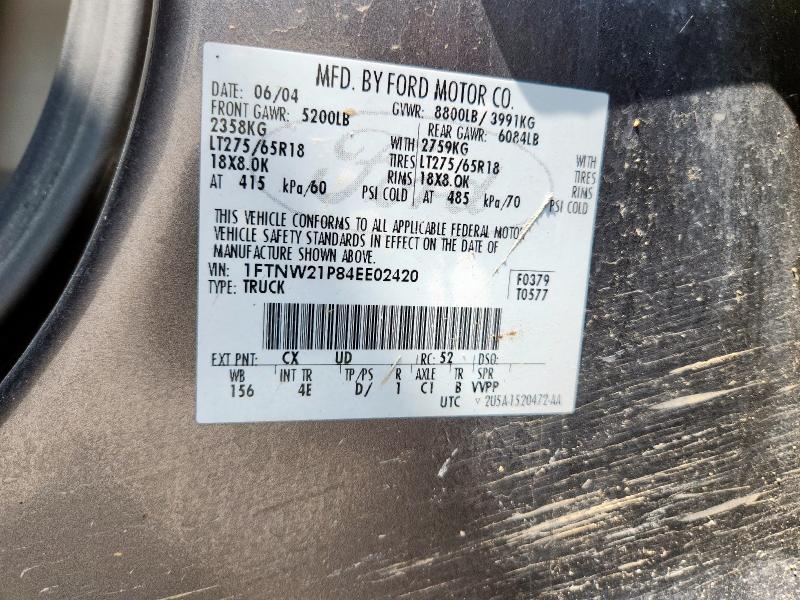 MFD. BY FORD MOTOR CO.
DATE: 06/04 GVWR: 8800LB/ 3991KG
FRONT GAWR: 5200LB REAR GAWR: 6084LB
2358KG WITH 2759KG WITH
LT275/65R18 TIRES LT275/65R18 TIRES
18X8.0K RIMS 18X8.0K RIMS
AT 415 kPa/60 PSI COLD AT 485 kPa/70 PSI COLD
THIS VEHICLE CONFORMS TO ALL APPLICABLE FEDERAL MOTOR
VEHICLE SAFETY STANDARDS IN EFFECT ON THE DATE OF
MANUFACTURE SHOWN ABOVE.
VIN: 1FTNW21P84EE02420 F0379
TYPE: TRUCK T0577
EXT PNT: CX UD RC: 52 DSO:
WB INT TR TP/PS R AXLE TR SPR
156 4E D/ 1 C1 B VVPP
UTC ▽ 2U5A-1520472-AA
Ford